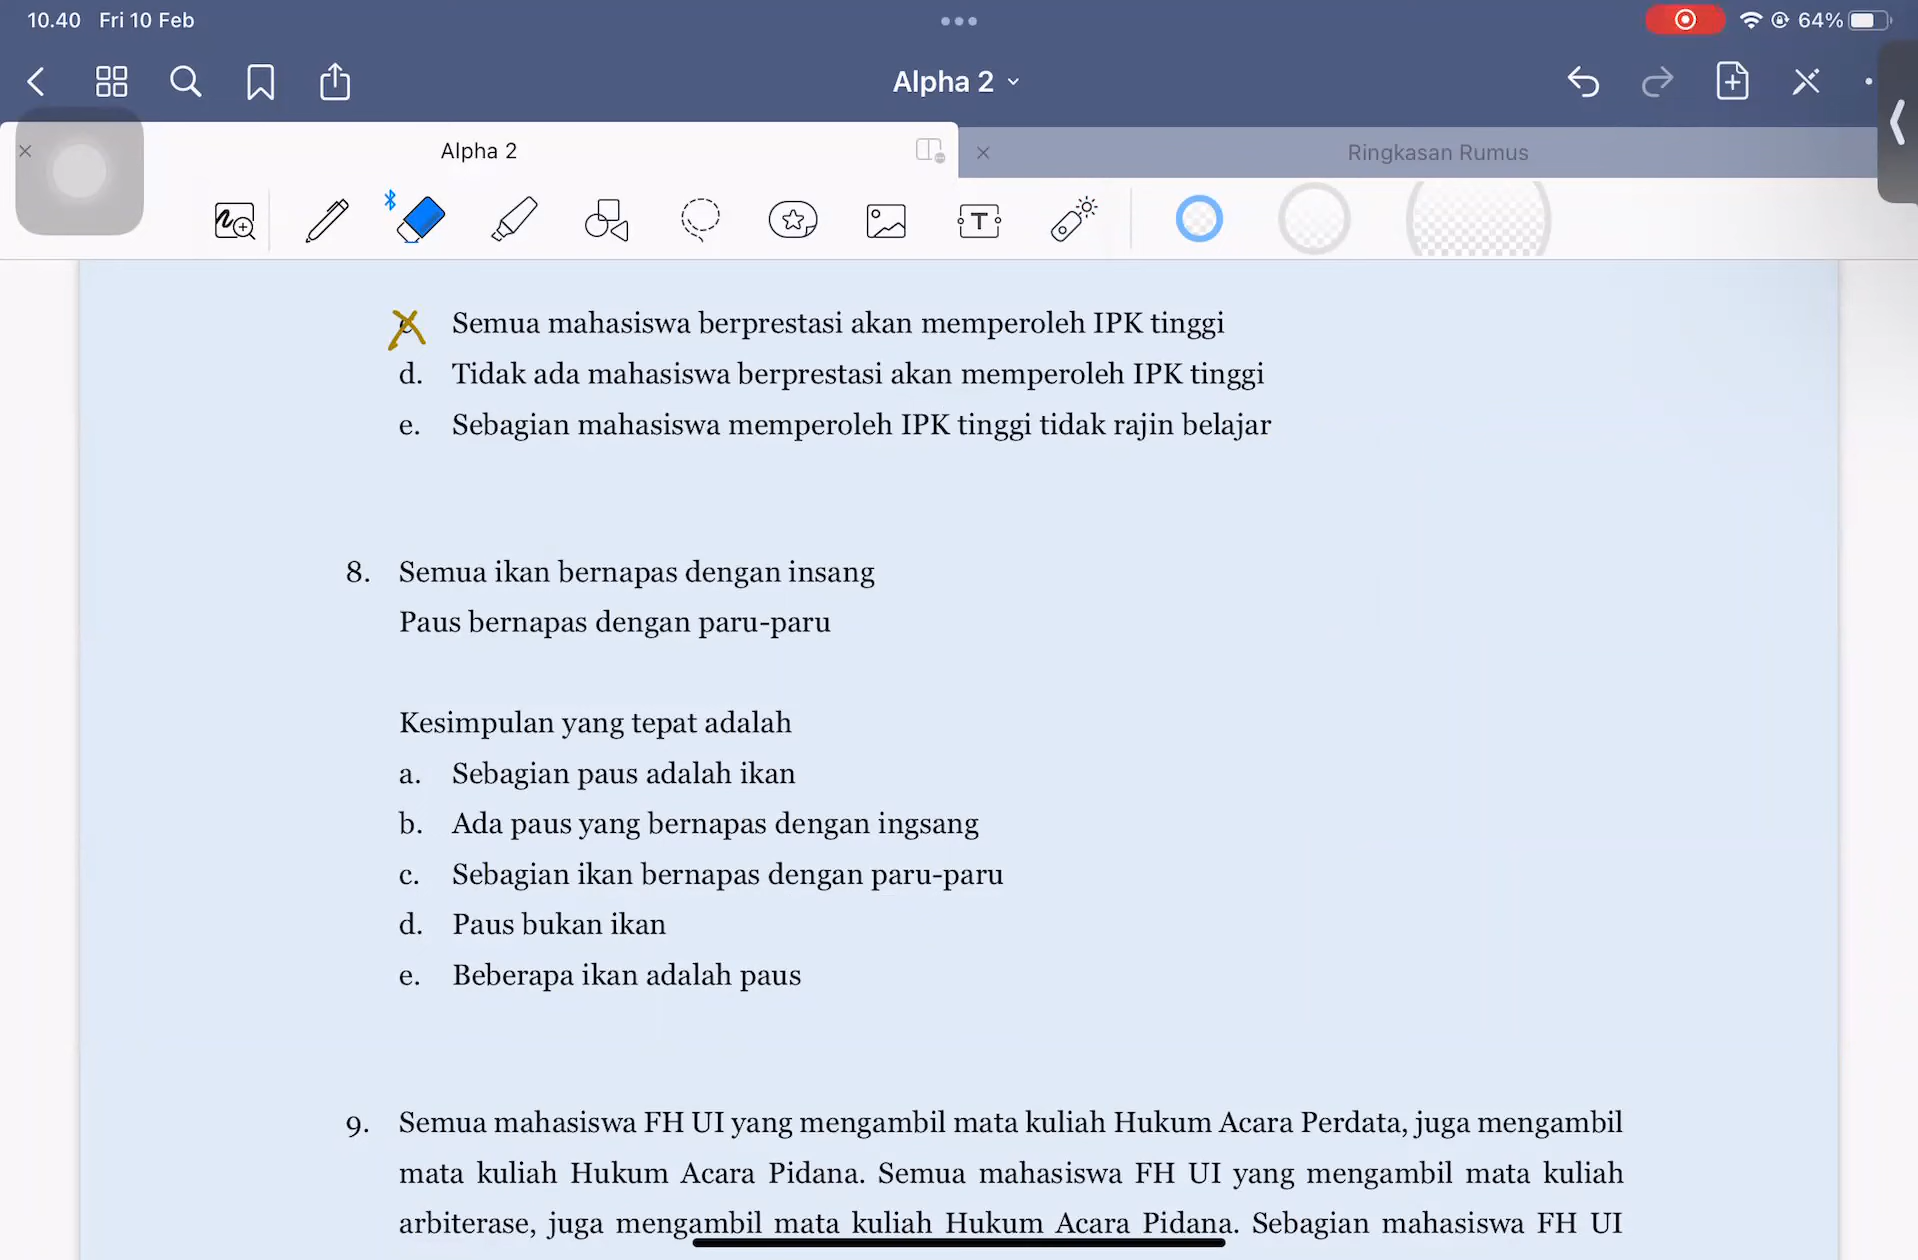 10.40 Fri 10 Feb
64%
Alpha 2
Alpha 2
Ringkasan Rumus
T
Semua mahasiswa berprestasi akan memperoleh IPK tinggi
d. Tidak ada mahasiswa berprestasi akan memperoleh IPK tinggi
e. Sebagian mahasiswa memperoleh IPK tinggi tidak rajin belajar
8. Semua ikan bernapas dengan insang
Paus bernapas dengan paru-paru
Kesimpulan yang tepat adalah
a. Sebagian paus adalah ikan
b. Ada paus yang bernapas dengan ingsang
c. Sebagian ikan bernapas dengan paru-paru
d. Paus bukan ikan
e. Beberapa ikan adalah paus
9. Semua mahasiswa FH UI yang mengambil mata kuliah Hukum Acara Perdata, juga mengambil
mata kuliah Hukum Acara Pidana. Semua mahasiswa FH UI yang mengambil mata kuliah
arbiterase, juga mengambil mata kuliah Hukum Acara Pidana. Sebagian mahasiswa FH UI